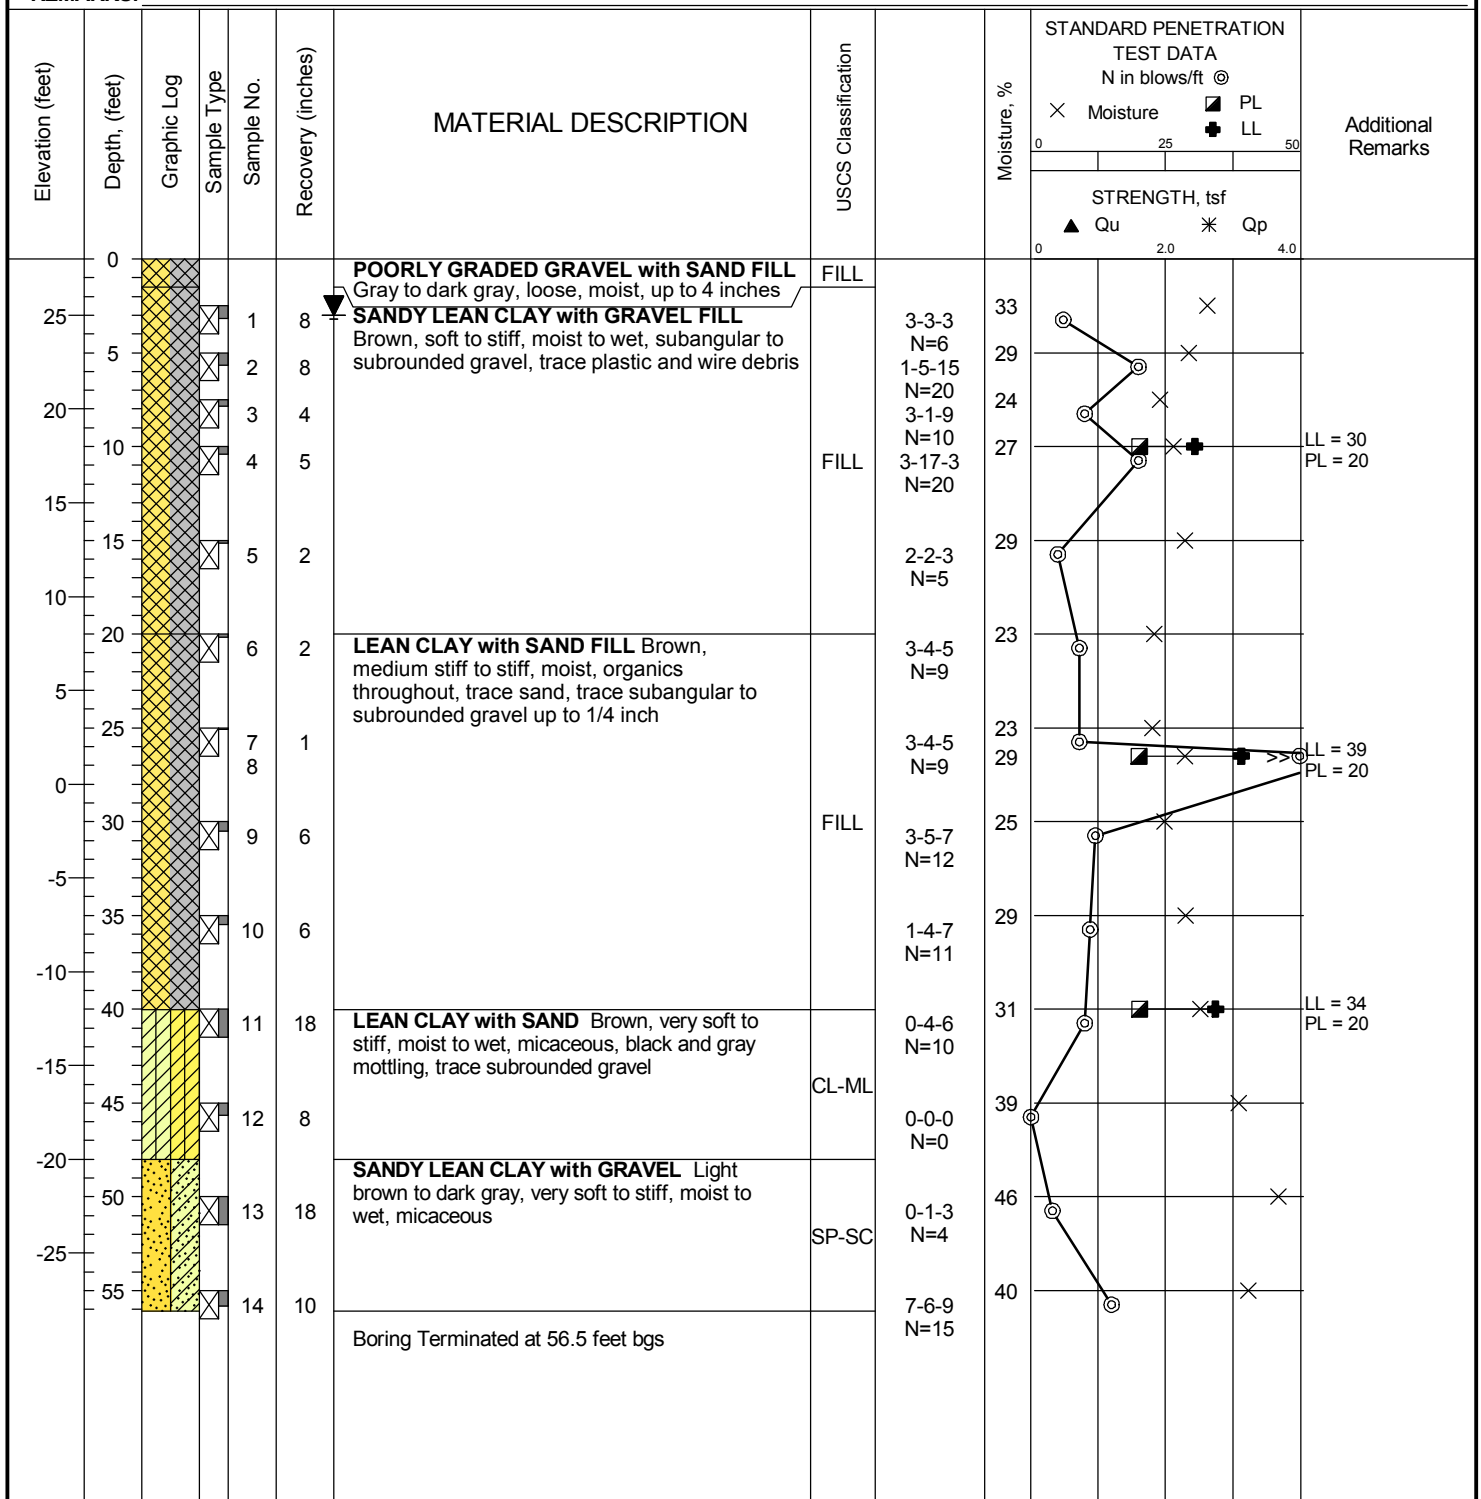 Elevation (feet)
Depth, (feet)
Graphic Log
Sample Type
Sample No.
Recovery (inches)
MATERIAL DESCRIPTION
USCS Classification
Moisture, %
STANDARD PENETRATION
TEST DATA
N in blows/ft
Moisture
PL
LL
0 25 50
STRENGTH, tsf
Qu Qp
0 2.0 4.0
Additional
Remarks
0
POORLY GRADED GRAVEL with SAND FILL
FILL
Gray to dark gray, loose, moist, up to 4 inches
33
25 1 8 SANDY LEAN CLAY with GRAVEL FILL 3-3-3
Brown, soft to stiff, moist to wet, subangular to N=6
5 29
subrounded gravel, trace plastic and wire debris
2 8 1-5-15
N=20
20 24
3 4 3-1-9
N=10
10 27 LL = 30
4 5 FILL 3-17-3 PL = 20
N=20
15
15 29
5 2 2-2-3
N=5
10
20 23
6 2 LEAN CLAY with SAND FILL Brown, 3-4-5
medium stiff to stiff, moist, organics N=9
throughout, trace sand, trace subangular to
5
subrounded gravel up to 1/4 inch
25 23
7 1 3-4-5
LL = 39
8 N=9 29 >>
PL = 20
0
30 FILL 25
9 6 3-5-7
N=12
-5
35 29
10 6 1-4-7
N=11
-10
40 31 LL = 34
11 18 LEAN CLAY with SAND Brown, very soft to 0-4-6 PL = 20
stiff, moist to wet, micaceous, black and gray N=10
mottling, trace subrounded gravel
-15
CL-ML
45 39
12 8 0-0-0
N=0
-20
SANDY LEAN CLAY with GRAVEL Light
brown to dark gray, very soft to stiff, moist to
50 46
wet, micaceous
13 18 0-1-3
SP-SC N=4
-25
55 40
14 10 7-6-9
N=15
Boring Terminated at 56.5 feet bgs